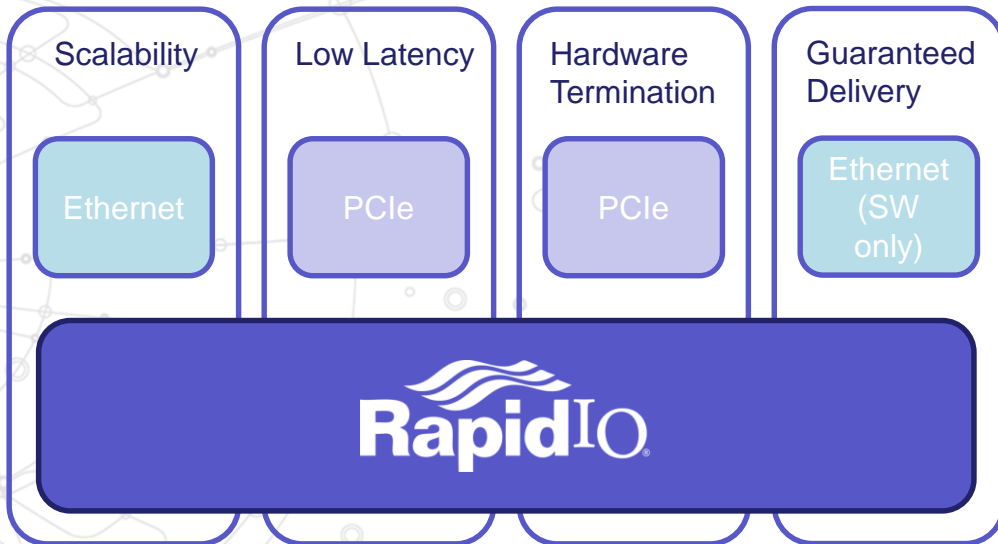 Scalability
Low Latency
Hardware
Termination
Guaranteed
Delivery
Ethernet
PCIe
PCIe
Ethernet
(SW
only)
RapidIO®